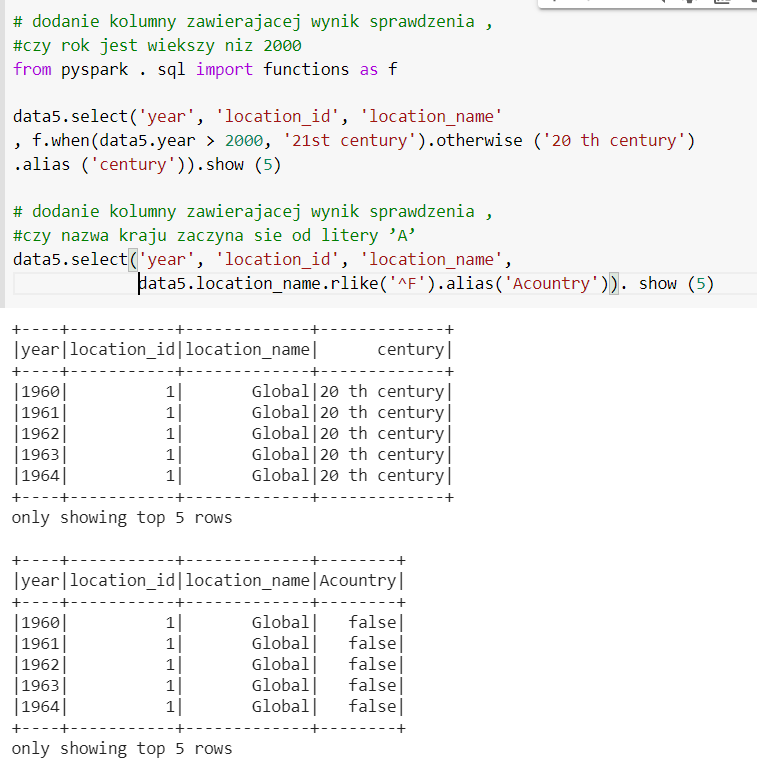 # dodanie kolumny zawierajacej wynik sprawdzenia ,
#czy rok jest wiekszy niz 2000
from pyspark . sql import functions as f
data5.select('year', 'location_id', 'location_name'
, f.when(data5.year > 2000, '21st century').otherwise ('20 th century')
.alias ('century')).show (5)
# dodanie kolumny zawierajacej wynik sprawdzenia ,
#czy nazwa kraju zaczyna sie od litery ’A’
data5.select('year', 'location_id', 'location_name',
data5.location_name.rlike('^F').alias('Acountry')). show (5)
+----+-----------+-------------+-------------+
|year|location_id|location_name|      century|
+----+-----------+-------------+-------------+
|1960|          1|       Global|20 th century|
|1961|          1|       Global|20 th century|
|1962|          1|       Global|20 th century|
|1963|          1|       Global|20 th century|
|1964|          1|       Global|20 th century|
+----+-----------+-------------+-------------+
only showing top 5 rows
+----+-----------+-------------+--------+
|year|location_id|location_name|Acountry|
+----+-----------+-------------+--------+
|1960|          1|       Global|   false|
|1961|          1|       Global|   false|
|1962|          1|       Global|   false|
|1963|          1|       Global|   false|
|1964|          1|       Global|   false|
+----+-----------+-------------+--------+
only showing top 5 rows